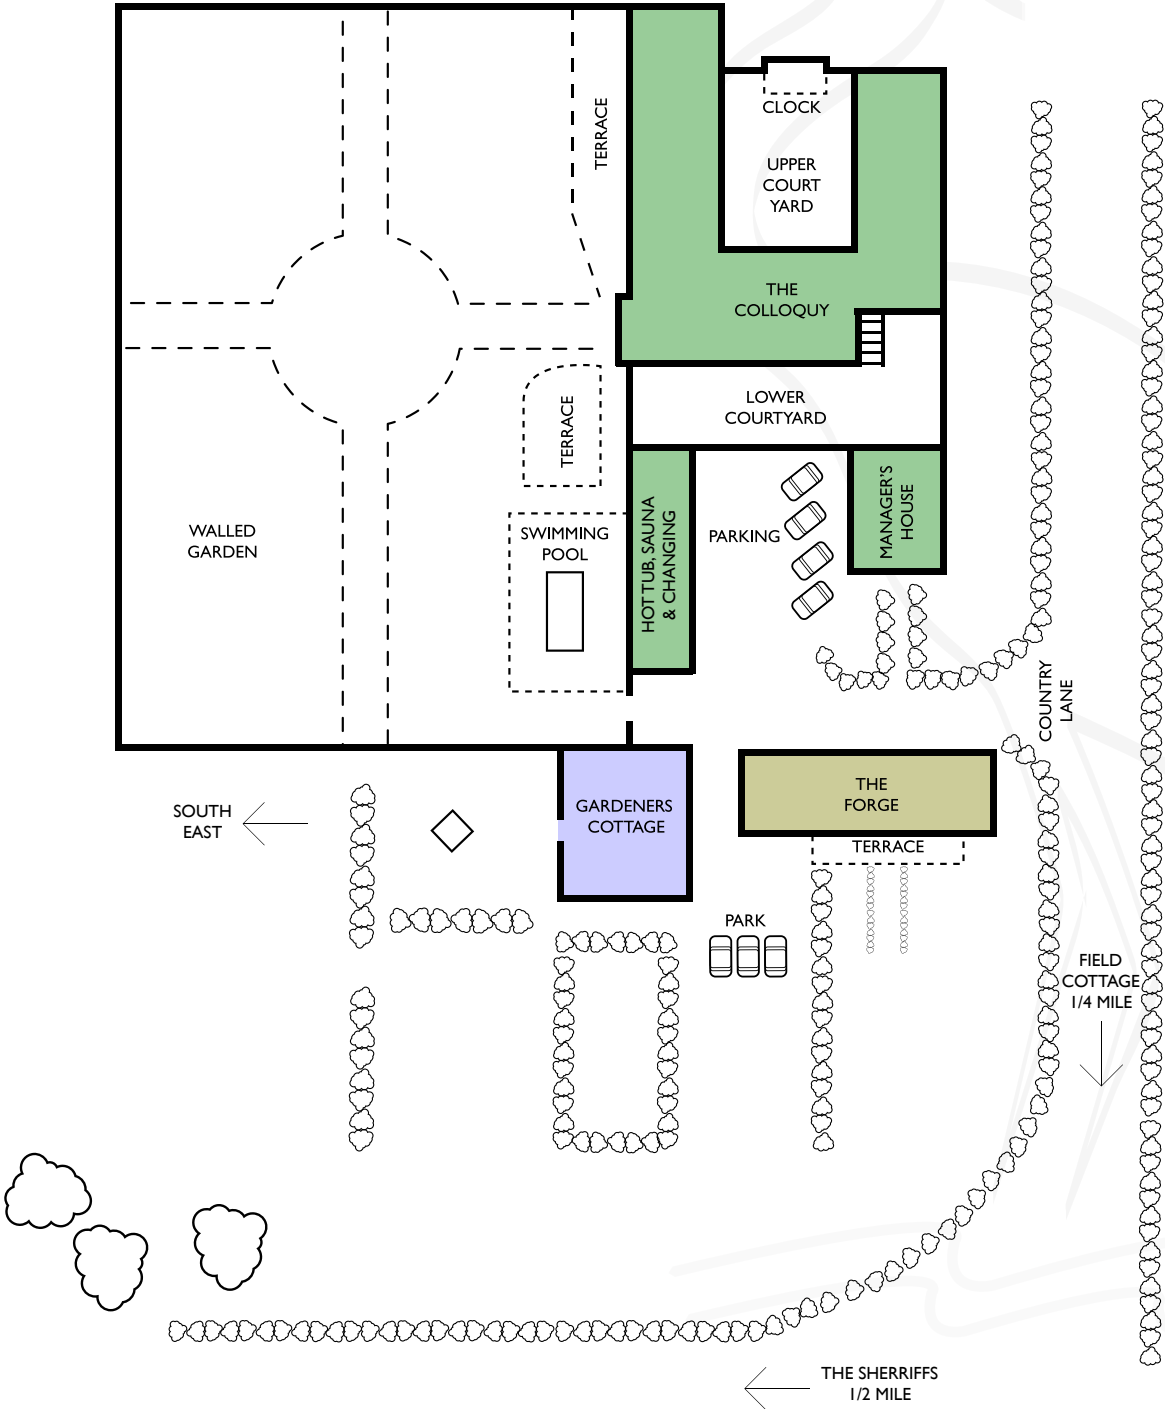 CLOCK
TERRACE
UPPER
COURT
YARD
THE
COLLOQUY
LOWER
COURTYARD
TERRACE
WALLED
GARDEN
SWIMMING
POOL
HOT TUB, SAUNA
& CHANGING
PARKING
MANAGER'S
HOUSE
COUNTRY
LANE
SOUTH
EAST
GARDENERS
COTTAGE
THE
FORGE
TERRACE
PARK
FIELD
COTTAGE
1/4 MILE
THE SHERRIFFS
1/2 MILE